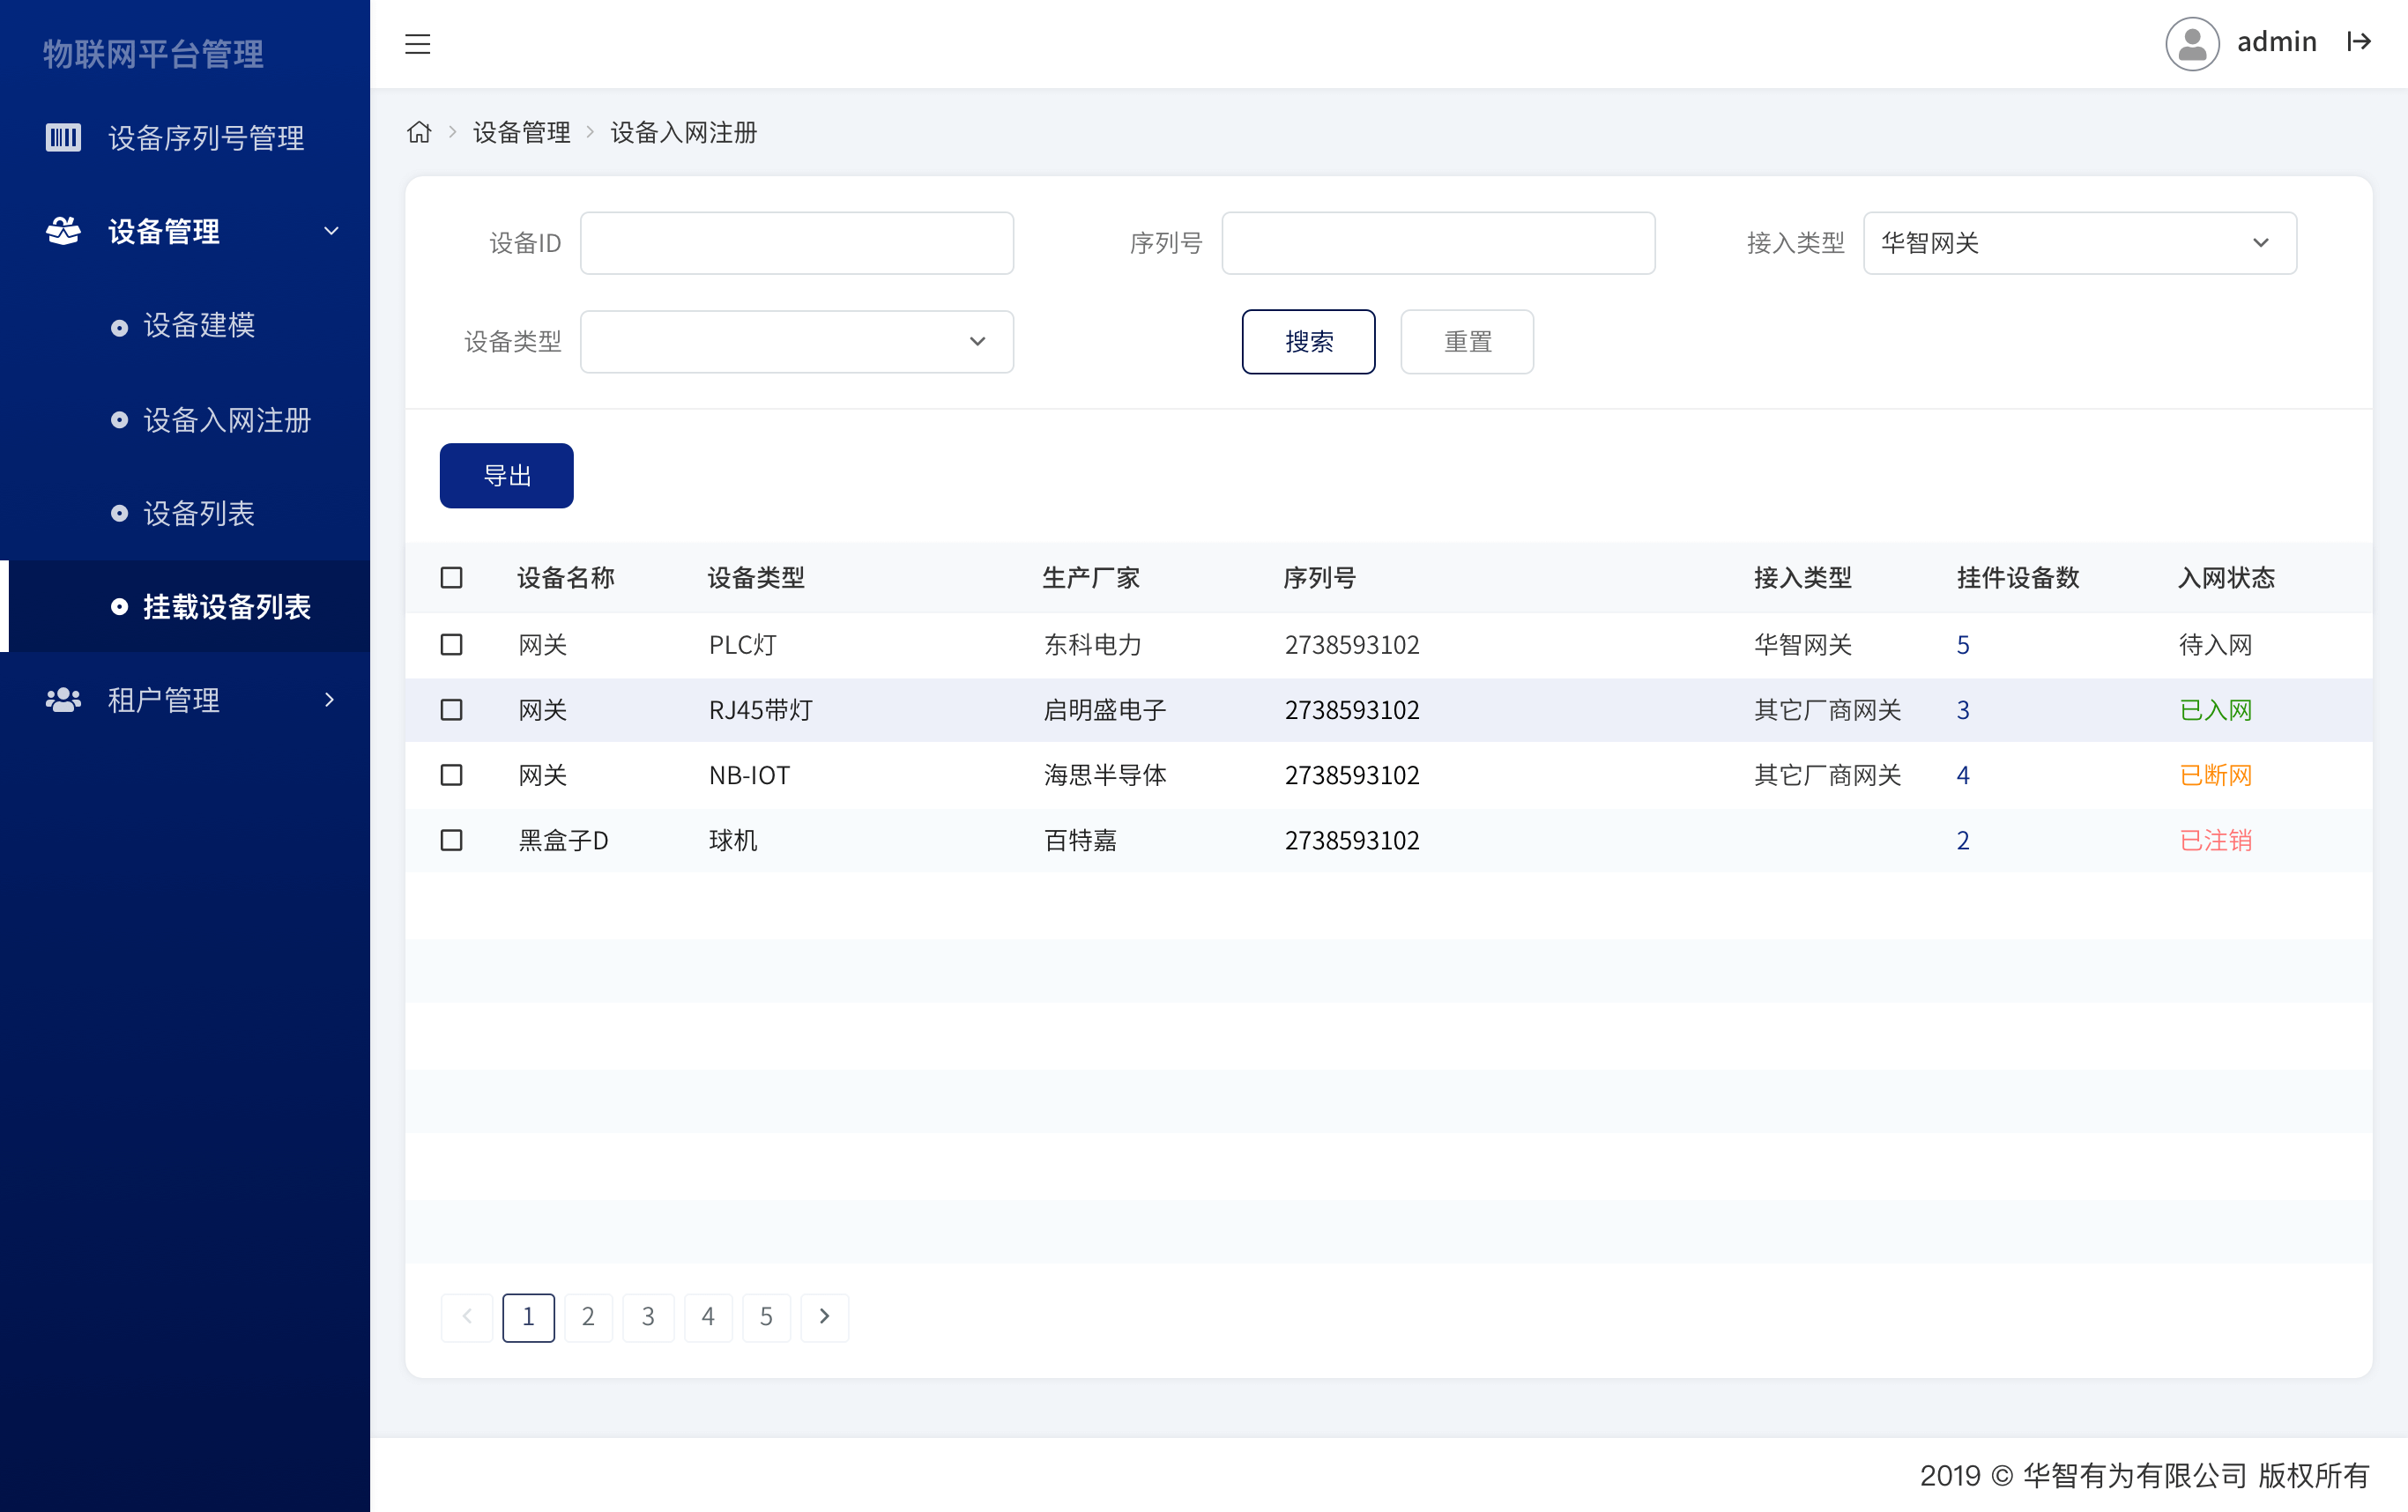 物联网平台管理
设备序列号管理
设备管理
设备建模
设备入网注册
设备列表
挂载设备列表
租户管理
admin
设备管理 设备入网注册
设备ID 序列号 接入类型 华智网关
设备类型 搜索 重置
导出
设备名称 设备类型 生产厂家 序列号 接入类型 挂件设备数 入网状态
网关 PLC灯 东科电力 2738593102 华智网关 5 待入网
网关 RJ45带灯 启明盛电子 2738593102 其它厂商网关 3 已入网
网关 NB-IOT 海思半导体 2738593102 其它厂商网关 4 已断网
黑盒子D 球机 百特嘉 2738593102 2 已注销
1 2 3 4 5
2019 © 华智有为有限公司 版权所有